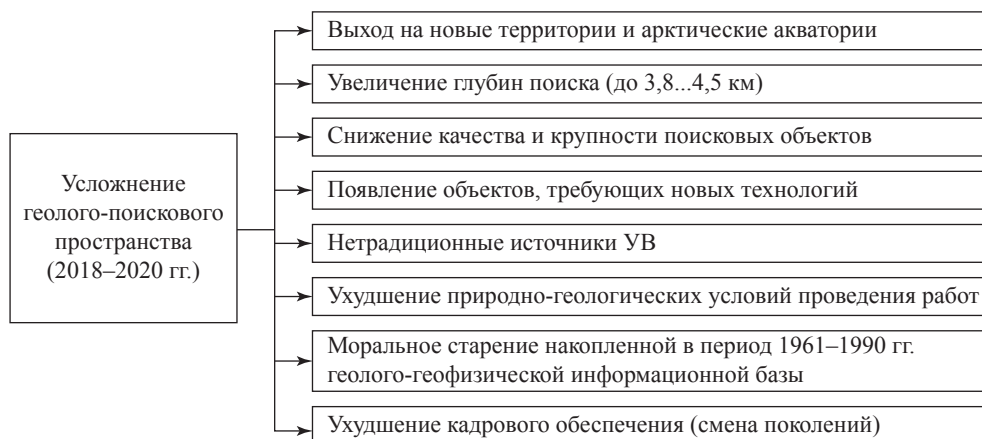 Усложнение
геолого-поискового
пространства
(2018–2020 гг.)
Выход на новые территории и арктические акватории
Увеличение глубин поиска (до 3,8...4,5 км)
Снижение качества и крупности поисковых объектов
Появление объектов, требующих новых технологий
Нетрадиционные источники УВ
Ухудшение природно-геологических условий проведения работ
Моральное старение накопленной в период 1961–1990 гг.
геолого-геофизической информационной базы
Ухудшение кадрового обеспечения (смена поколений)